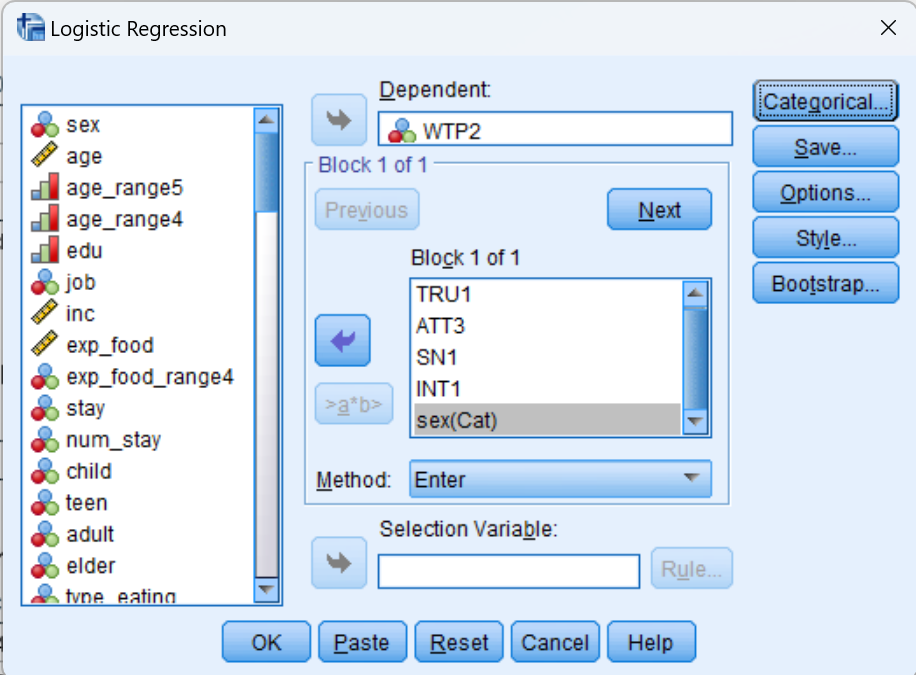 Logistic Regression
sex
age
age_range5
age_range4
edu
job
inc
exp_food
exp_food_range4
stay
num_stay
child
teen
adult
elder
type_eating
Dependent:
WTP2
Block 1 of 1
Previous
Next
Block 1 of 1
TRU1
ATT3
SN1
INT1
sex(Cat)
>a*b>
Method:
Enter
Selection Variable:
Rule...
Categorical...
Save...
Options...
Style...
Bootstrap...
OK
Paste
Reset
Cancel
Help